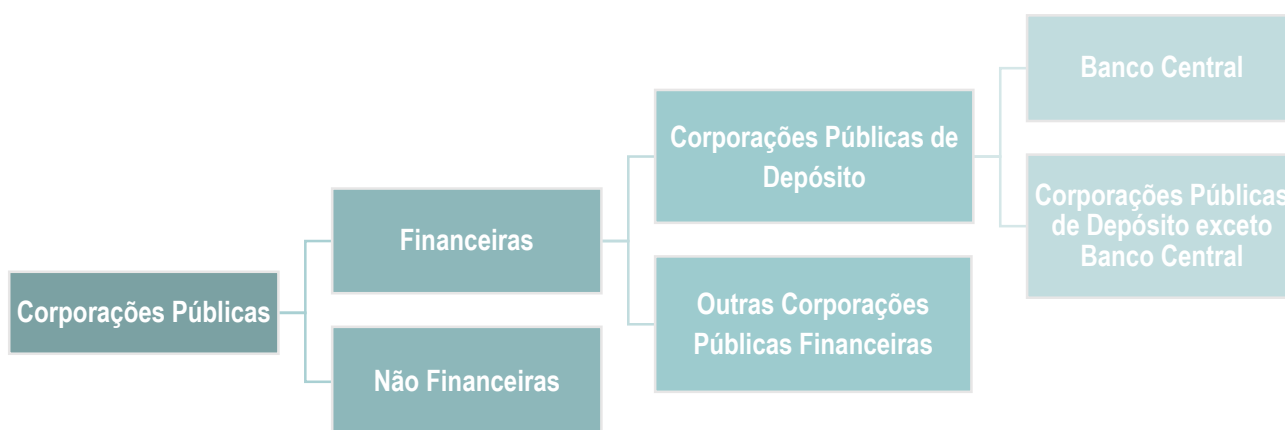 Corporações Públicas
Financeiras
Não Financeiras
Corporações Públicas de
Depósito
Outras Corporações
Públicas Financeiras
Banco Central
Corporações Públicas
de Depósito exceto
Banco Central